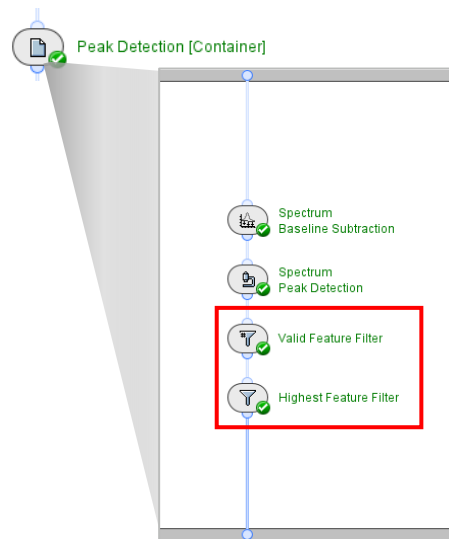 Peak Detection [Container]
Spectrum
Baseline Subtraction
Spectrum
Peak Detection
Valid Feature Filter
Highest Feature Filter